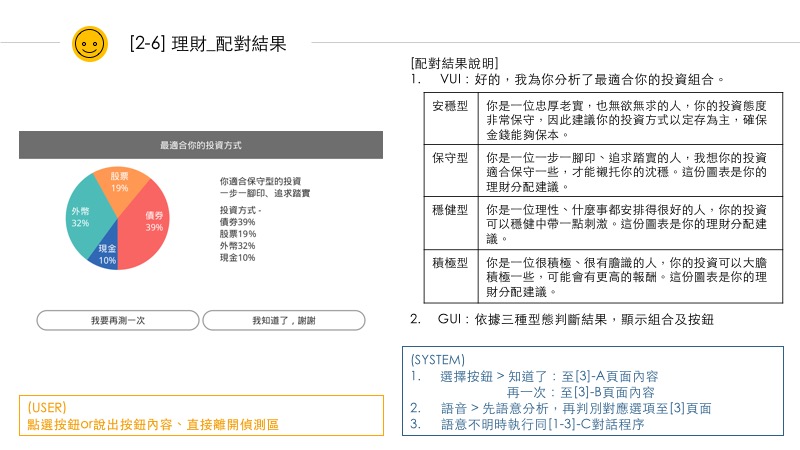 [2-6] 理財_配對結果
最適合你的投資方式
股票
19%
外幣
32%
債券
39%
現金
10%
你適合保守型的投資
一步一腳印、追求踏實
投資方式 -
債券39%
股票19%
外幣32%
現金10%
我要再測一次
我知道了，謝謝
(USER)
點選按鈕or說出按鈕內容、直接離開偵測區
[配對結果說明]
1. VUI：好的，我為你分析了最適合你的投資組合。
安穩型
你是一位忠厚老實，也無欲無求的人，你的投資態度
非常保守，因此建議你的投資方式以定存為主，確保
金錢能夠保本。
保守型
你是一位一步一腳印、追求踏實的人，我想你的投資
適合保守一些，才能襯托你的沈穩。這份圖表是你的
理財分配建議。
穩健型
你是一位理性、什麼事都安排得很好的人，你的投資
可以穩健中帶一點刺激。這份圖表是你的理財分配建
議。
積極型
你是一位很積極、很有膽識的人，你的投資可以大膽
積極一些，可能會有更高的報酬。這份圖表是你的理
財分配建議。
2. GUI：依據三種型態判斷結果，顯示組合及按鈕
(SYSTEM)
1. 選擇按鈕 > 知道了：至[3]-A頁面內容
再一次：至[3]-B頁面內容
2. 語音 > 先語意分析，再判別對應選項至[3]頁面
3. 語意不明時執行同[1-3]-C對話程序